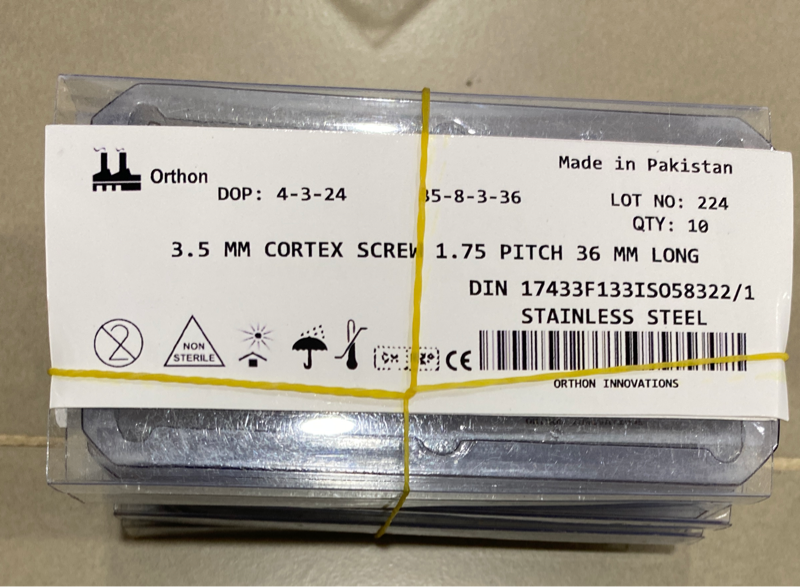 Made in Pakistan
Orthon
DOP: 4-3-24 35-8-3-36 LOT NO: 224
QTY: 10
3.5 MM CORTEX SCREW 1.75 PITCH 36 MM LONG
DIN 17433F133ISO58322/1
STAINLESS STEEL
2
NON
STERILE
CE
ORTHON INNOVATIONS